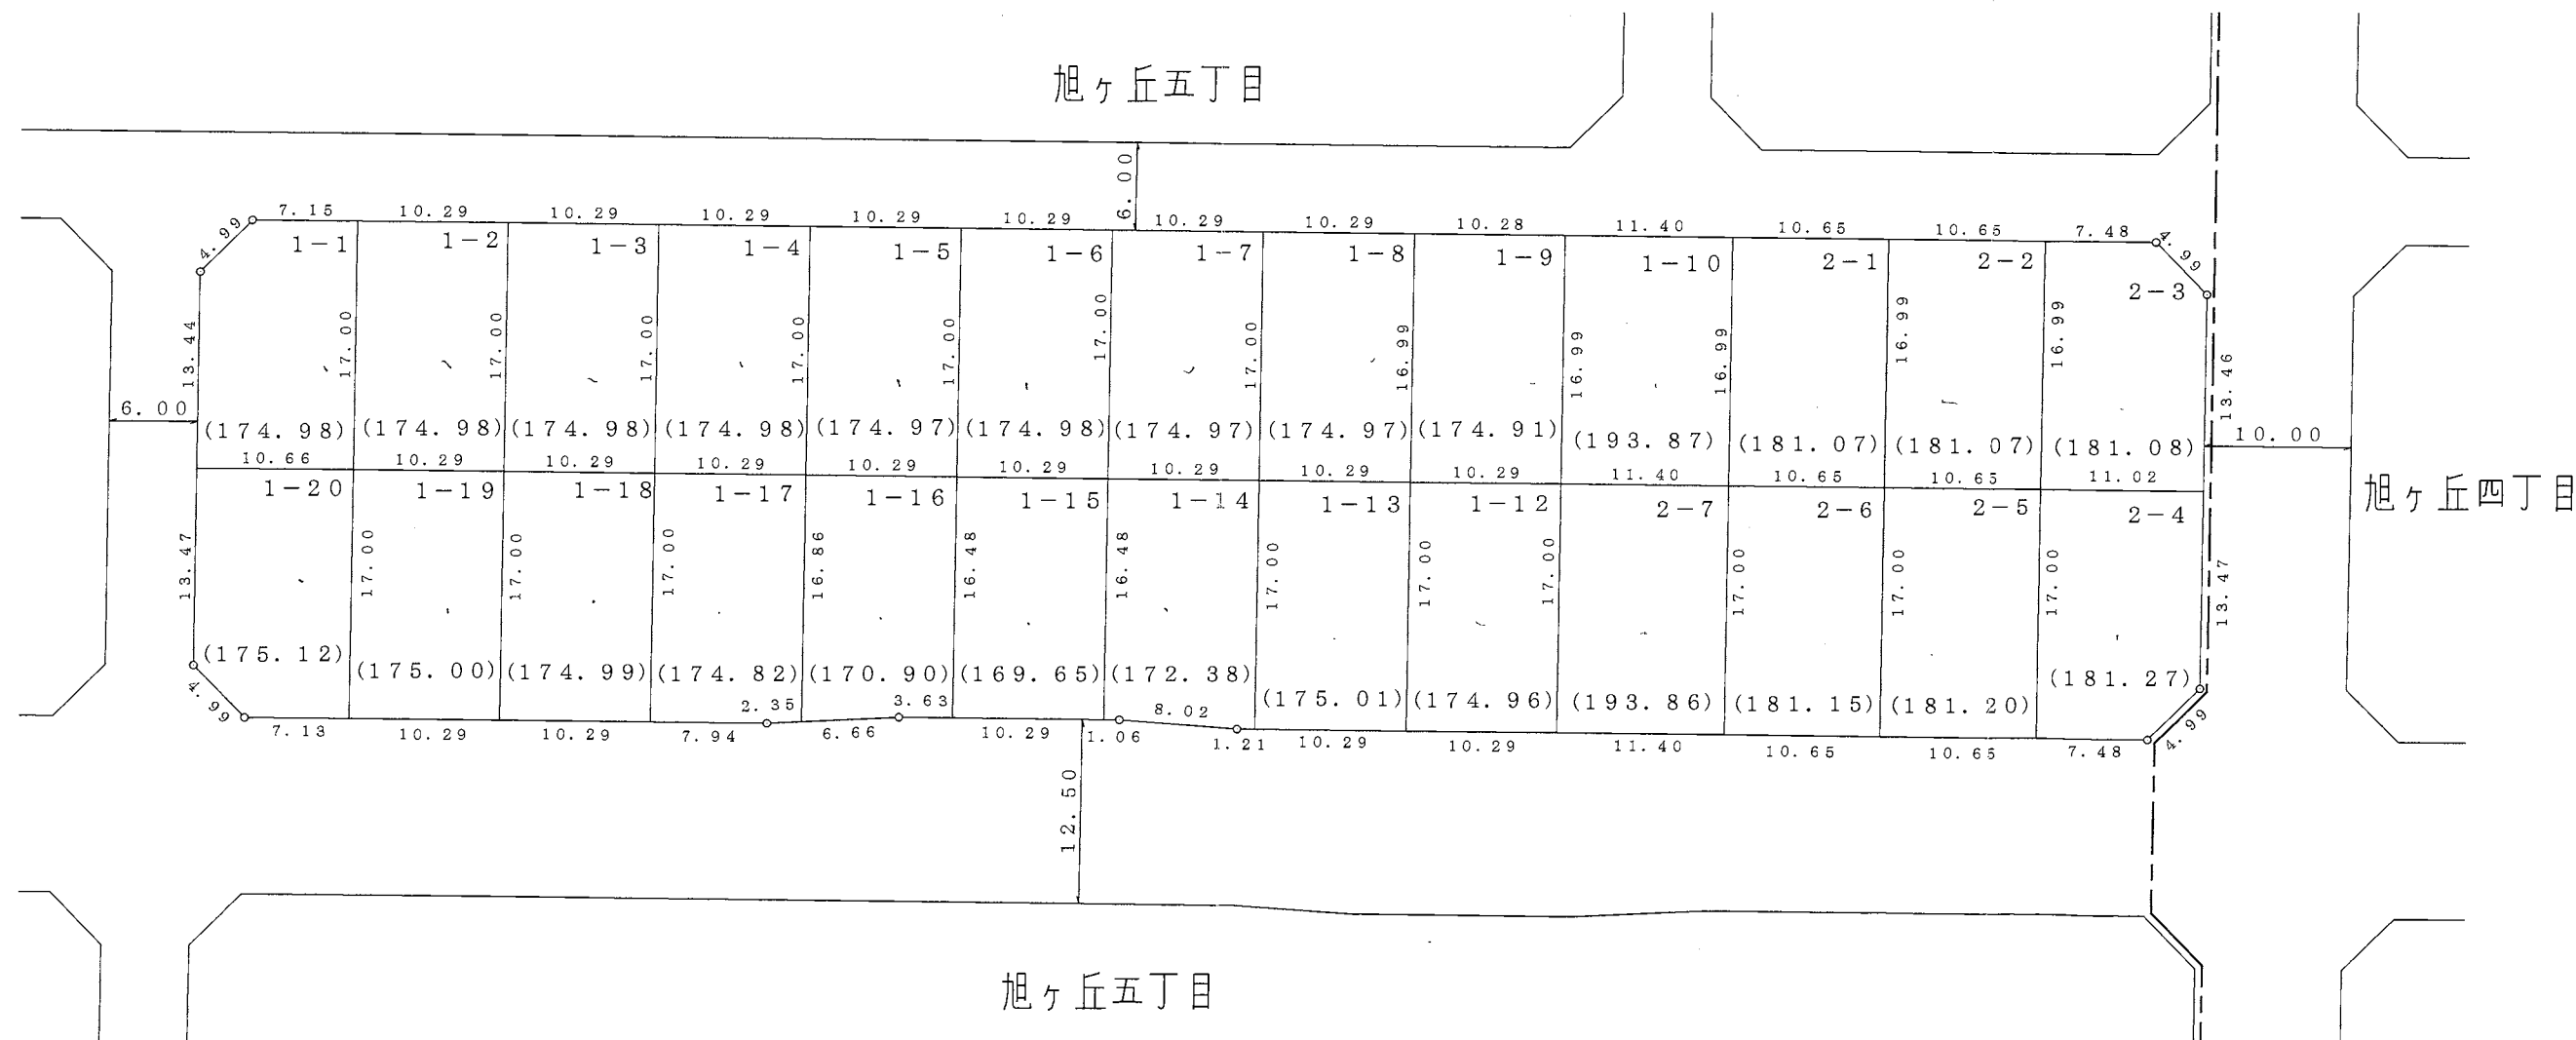 旭ヶ丘五丁目
6.00
7.15 10.29 10.29 10.29 10.29 10.29 10.29 10.29 10.28 11.40 10.65 10.65 7.48
4.99 4.99
1-1 1-2 1-3 1-4 1-5 1-6 1-7 1-8 1-9 1-10 2-1 2-2 2-3
13.44 17.00 17.00 17.00 17.00 17.00 17.00 17.00 16.99 16.99 16.99 16.99 16.99 13.46
6.00 10.00
(174.98) (174.98) (174.98) (174.98) (174.97) (174.98) (174.97) (174.97) (174.91) (193.87) (181.07) (181.07) (181.08)
10.66 10.29 10.29 10.29 10.29 10.29 10.29 10.29 10.29 11.40 10.65 10.65 11.02
旭ヶ丘四丁目
1-20 1-19 1-18 1-17 1-16 1-15 1-14 1-13 1-12 2-7 2-6 2-5 2-4
13.47 17.00 17.00 17.00 16.86 16.48 16.48 17.00 17.00 17.00 17.00 17.00 17.00 13.47
(175.12) (175.00) (174.99) (174.82) (170.90) (169.65) (172.38) (175.01) (174.96) (193.86) (181.15) (181.20) (181.27)
4.99 2.35 3.63 8.02 4.99
7.13 10.29 10.29 7.94 6.66 10.29 1.06 1.21 10.29 10.29 11.40 10.65 10.65 7.48
12.50
旭ヶ丘五丁目